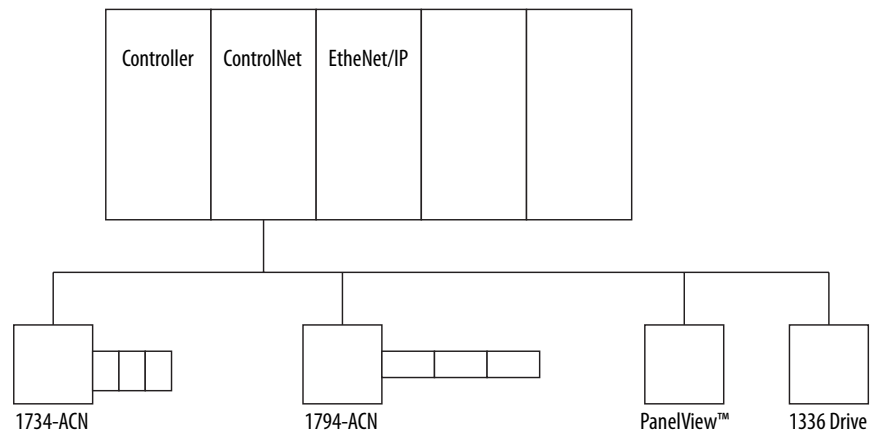 Controller
ControlNet
EtheNet/IP
1734-ACN
1794-ACN
PanelView™
1336 Drive